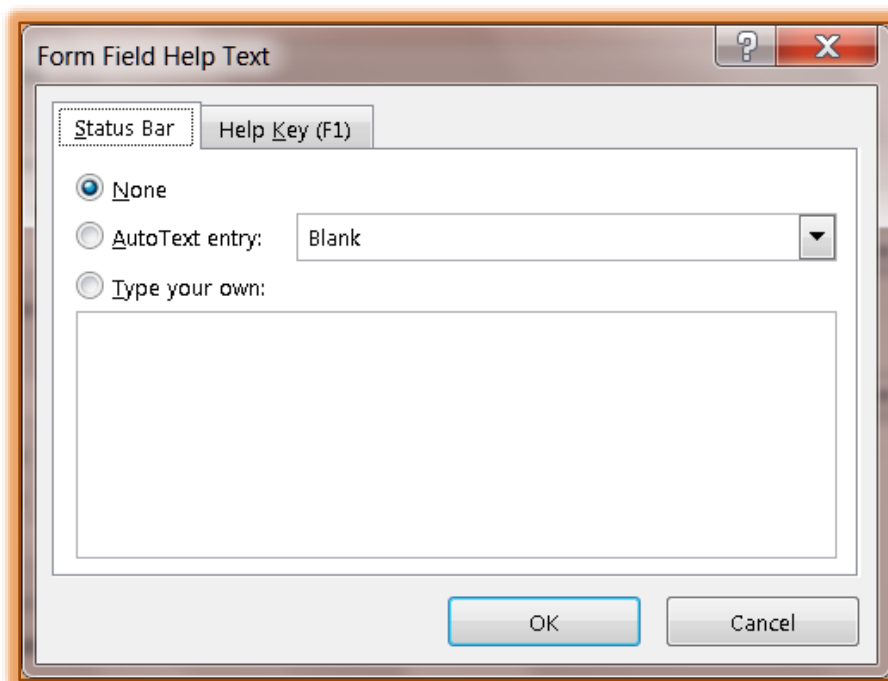 Form Field Help Text
?
X
Status Bar Help Key (F1)
None
AutoText entry: Blank
Type your own:
OK Cancel